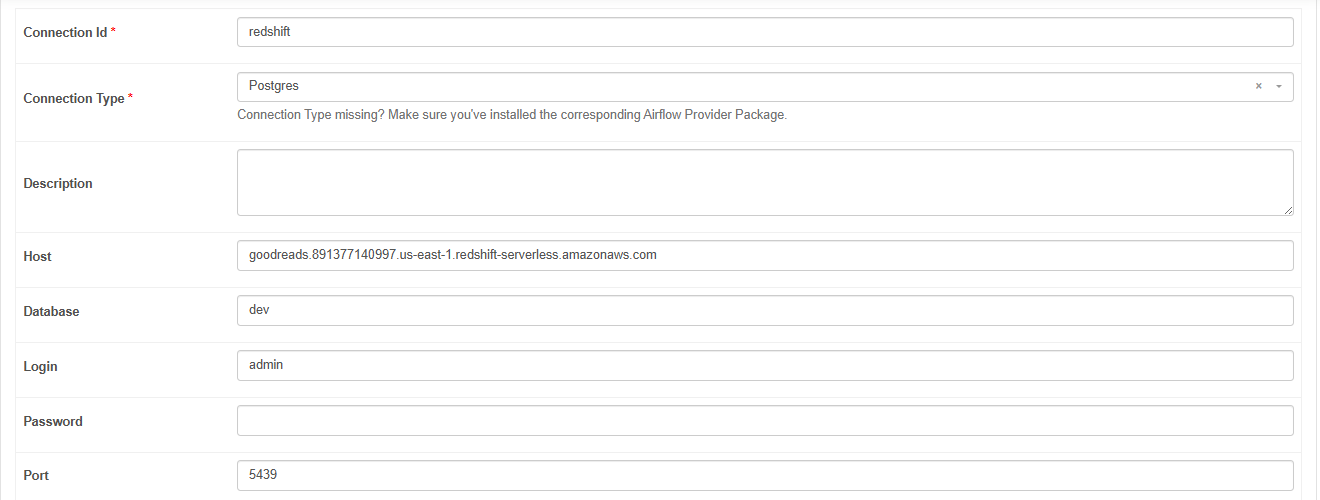 Connection Id *
redshift
Connection Type *
Postgres
Connection Type missing? Make sure you've installed the corresponding Airflow Provider Package.
Description
Host
goodreads.891377140997.us-east-1.redshift-serverless.amazonaws.com
Database
dev
Login
admin
Password
Port
5439